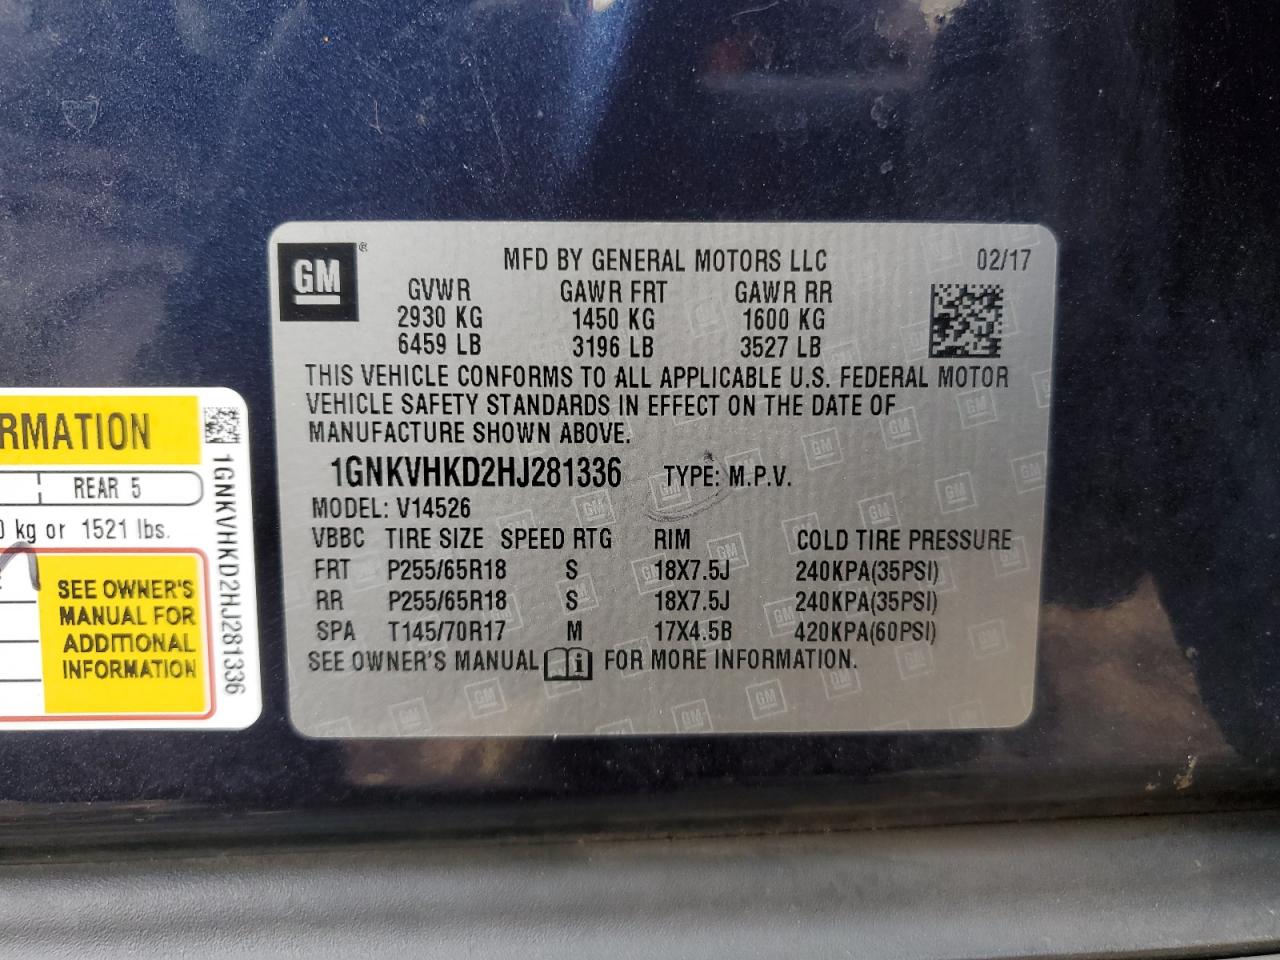 GM ®
MFD BY GENERAL MOTORS LLC 02/17
GVWR GAWR FRT GAWR RR
2930 KG 1450 KG 1600 KG
6459 LB 3196 LB 3527 LB
THIS VEHICLE CONFORMS TO ALL APPLICABLE U.S. FEDERAL MOTOR
VEHICLE SAFETY STANDARDS IN EFFECT ON THE DATE OF
MANUFACTURE SHOWN ABOVE.
1GNKVHKD2HJ281336 TYPE: M.P.V.
MODEL: V14526
VBBC TIRE SIZE SPEED RTG RIM COLD TIRE PRESSURE
FRT P255/65R18 S 18X7.5J 240KPA(35PSI)
RR P255/65R18 S 18X7.5J 240KPA(35PSI)
SPA T145/70R17 M 17X4.5B 420KPA(60PSI)
SEE OWNER'S MANUAL FOR MORE INFORMATION.
RMATION
REAR 5
0 kg or 1521 lbs.
SEE OWNER'S
MANUAL FOR
ADDITIONAL
INFORMATION
1GNKVHKD2HJ281336